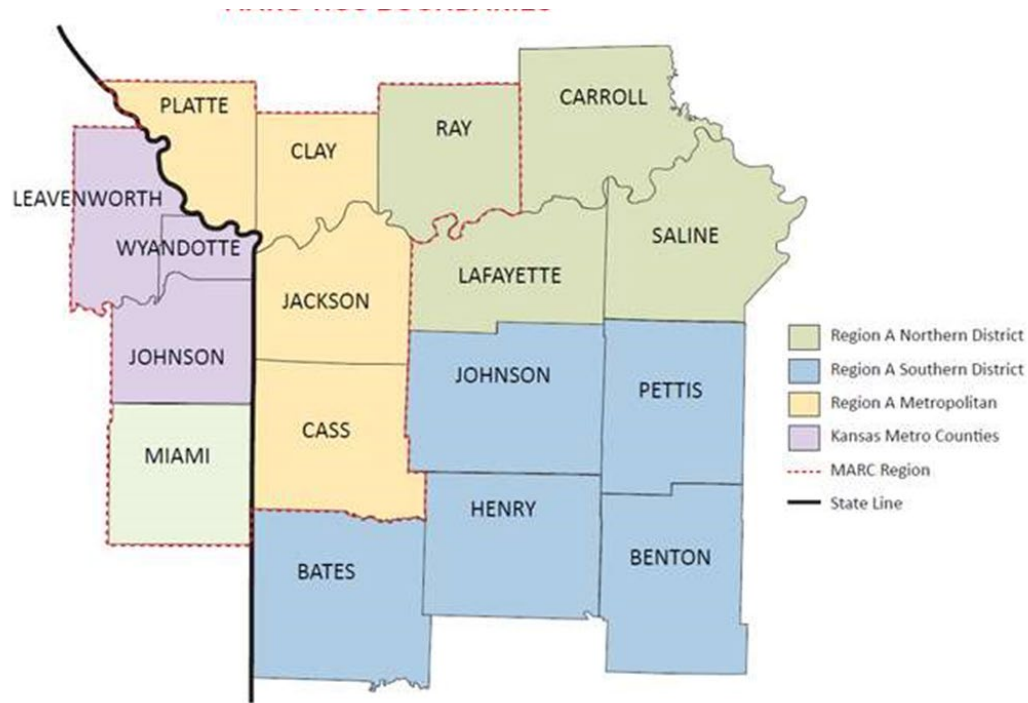 PLATTE
CARROLL
RAY
CLAY
LEAVENWORTH
WYANDOTTE
SALINE
LAFAYETTE
JACKSON
JOHNSON
JOHNSON
PETTIS
CASS
MIAMI
HENRY
BATES
BENTON
Region A Northern District
Region A Southern District
Region A Metropolitan
Kansas Metro Counties
MARC Region
State Line